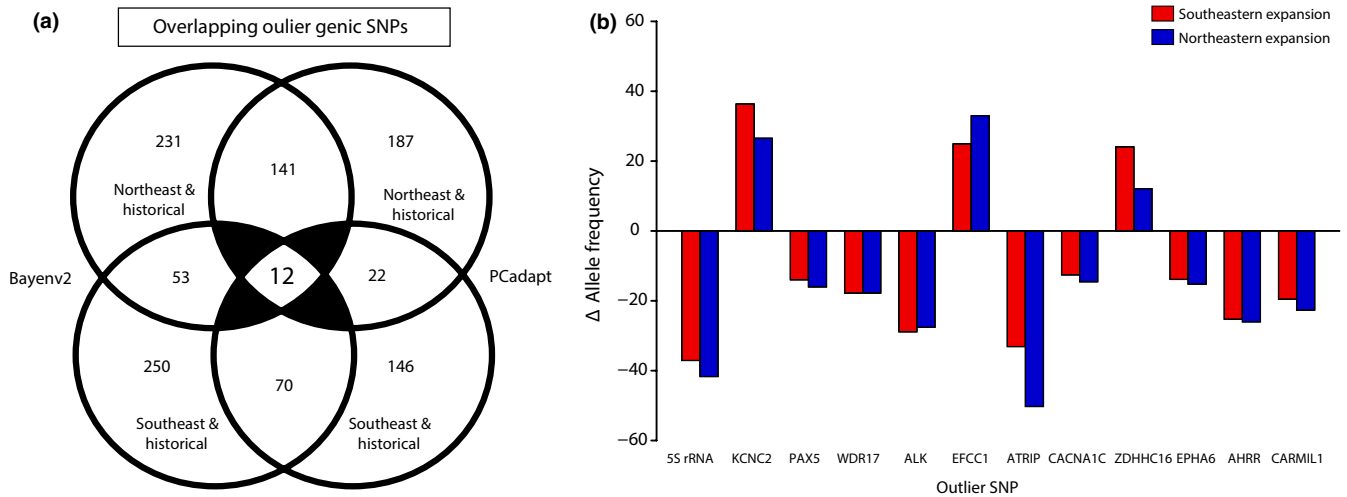 (a)
Overlapping oulier genic SNPs
231
187
141
Northeast &
historical
Northeast &
historical
Bayenv2
53
12
22
PCadapt
250
70
146
Southeast &
historical
Southeast &
historical
(b)
Southeastern expansion
Northeastern expansion
Δ Allele frequency
60
40
20
0
−20
−40
−60
5S rRNA KCNC2 PAX5 WDR17 ALK EFCC1 ATRIP CACNA1C ZDHHC16 EPHA6 AHRR CARMIL1
Outlier SNP